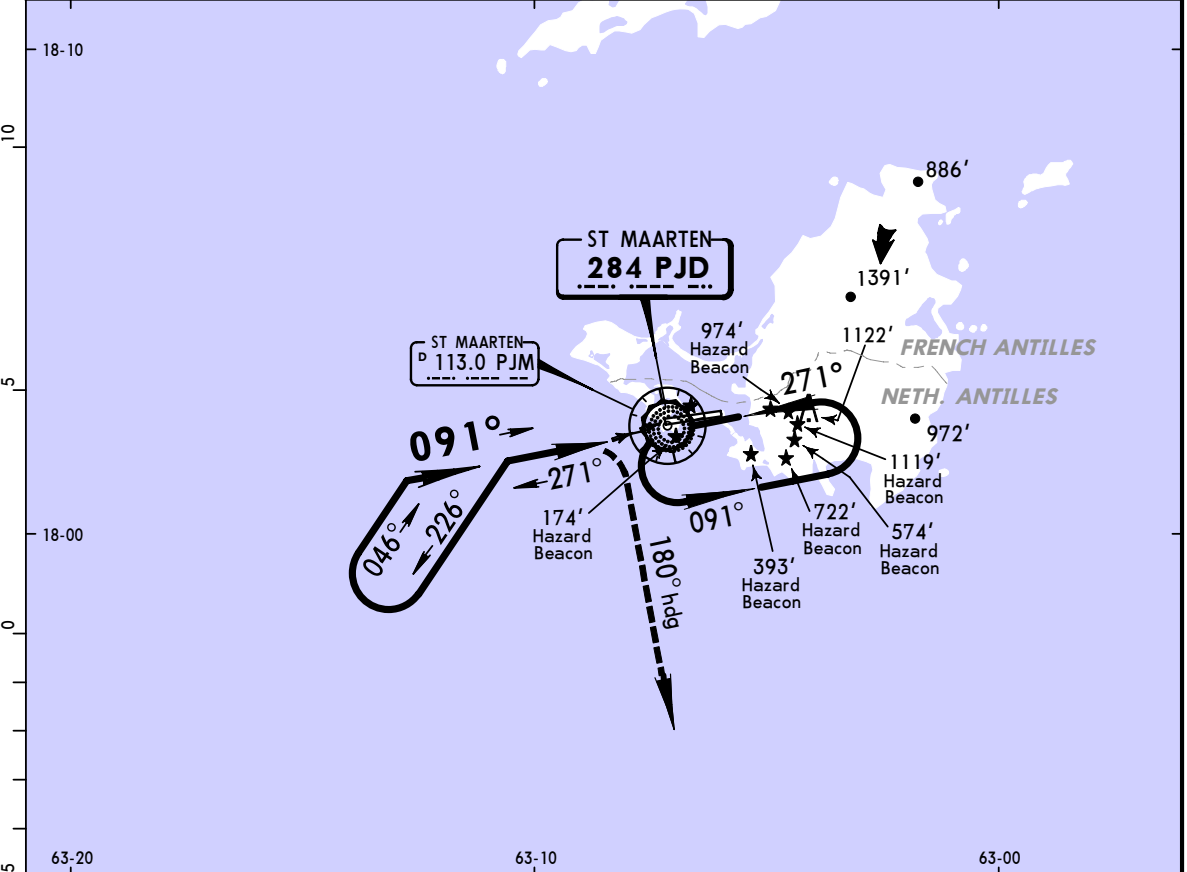 18-10
10
886'
ST MAARTEN
284 PJD
1391'
974'
Hazard
Beacon
1122'
ST MAARTEN
D 113.0 PJM
FRENCH ANTILLES
271°
5
NETH. ANTILLES
972'
091°
271°
1119'
Hazard
Beacon
046°
226°
174'
Hazard
Beacon
091°
722'
Hazard
Beacon
574'
Hazard
Beacon
18-00
393'
Hazard
Beacon
180° hdg
0
63-20
63-10
63-00
5